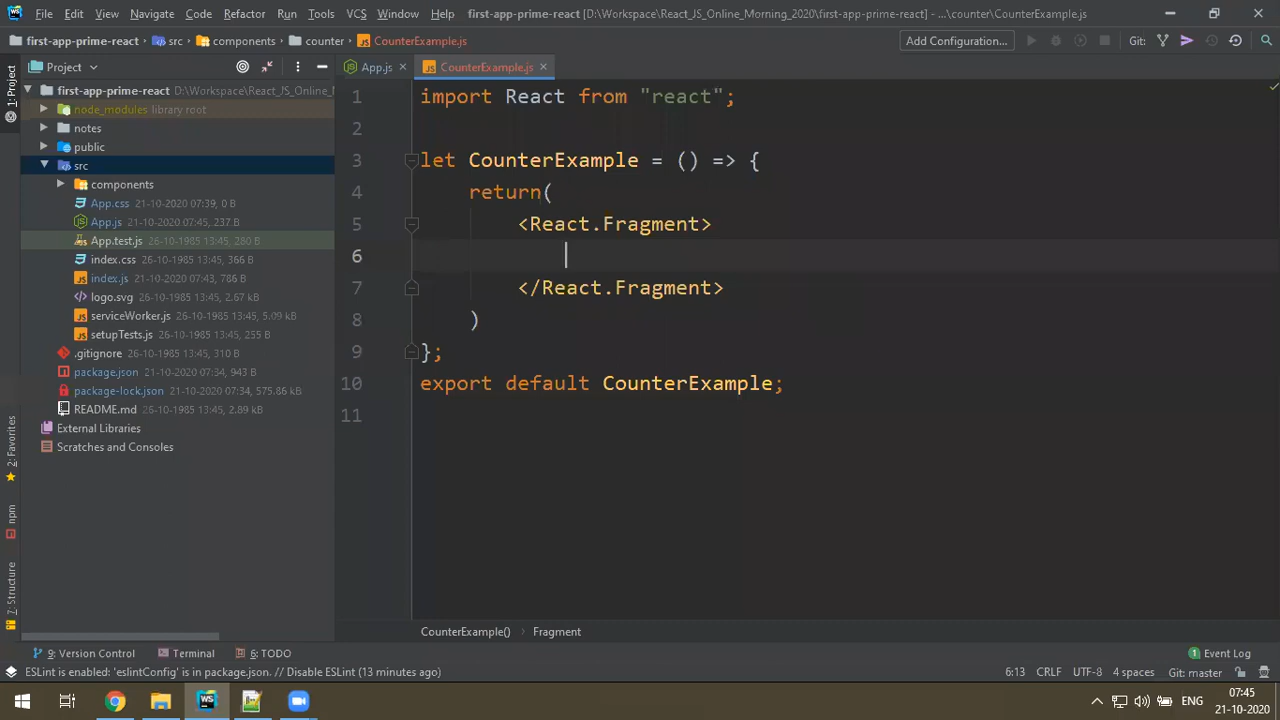 File Edit View Navigate Code Refactor Run Tools VCS Window Help first-app-prime-react [D:\Workspace\React_JS_Online_Morning_2020\first-app-prime-react] - ...\counter\CounterExample.js
first-app-prime-react src components counter CounterExample.js Add Configuration... Git:
1: Project
Project
App.js
CounterExample.js
first-app-prime-react D:\Workspace\React_JS_Online_M
node_modules library root
notes
public
src
components
App.css 21-10-2020 07:39, 0 B
App.js 21-10-2020 07:45, 237 B
App.test.js 26-10-1985 13:45, 280 B
index.css 26-10-1985 13:45, 366 B
index.js 21-10-2020 07:43, 786 B
logo.svg 26-10-1985 13:45, 2.67 kB
serviceWorker.js 26-10-1985 13:45, 5.09 kB
setupTests.js 26-10-1985 13:45, 255 B
.gitignore 26-10-1985 13:45, 310 B
package.json 21-10-2020 07:34, 943 B
package-lock.json 21-10-2020 07:34, 575.86 kB
README.md 26-10-1985 13:45, 2.89 kB
External Libraries
Scratches and Consoles
2: Favorites
npm
7: Structure
1 import React from "react";
2
3 let CounterExample = () => {
4 return(
5 <React.Fragment>
6
7 </React.Fragment>
8 )
9 };
10 export default CounterExample;
11
CounterExample() › Fragment
9: Version Control Terminal 6: TODO 1 Event Log
ESLint is enabled: 'eslintConfig' is in package.json. // Disable ESLint (13 minutes ago) 6:13 CRLF UTF-8 4 spaces Git: master
WS ENG 07:45
21-10-2020